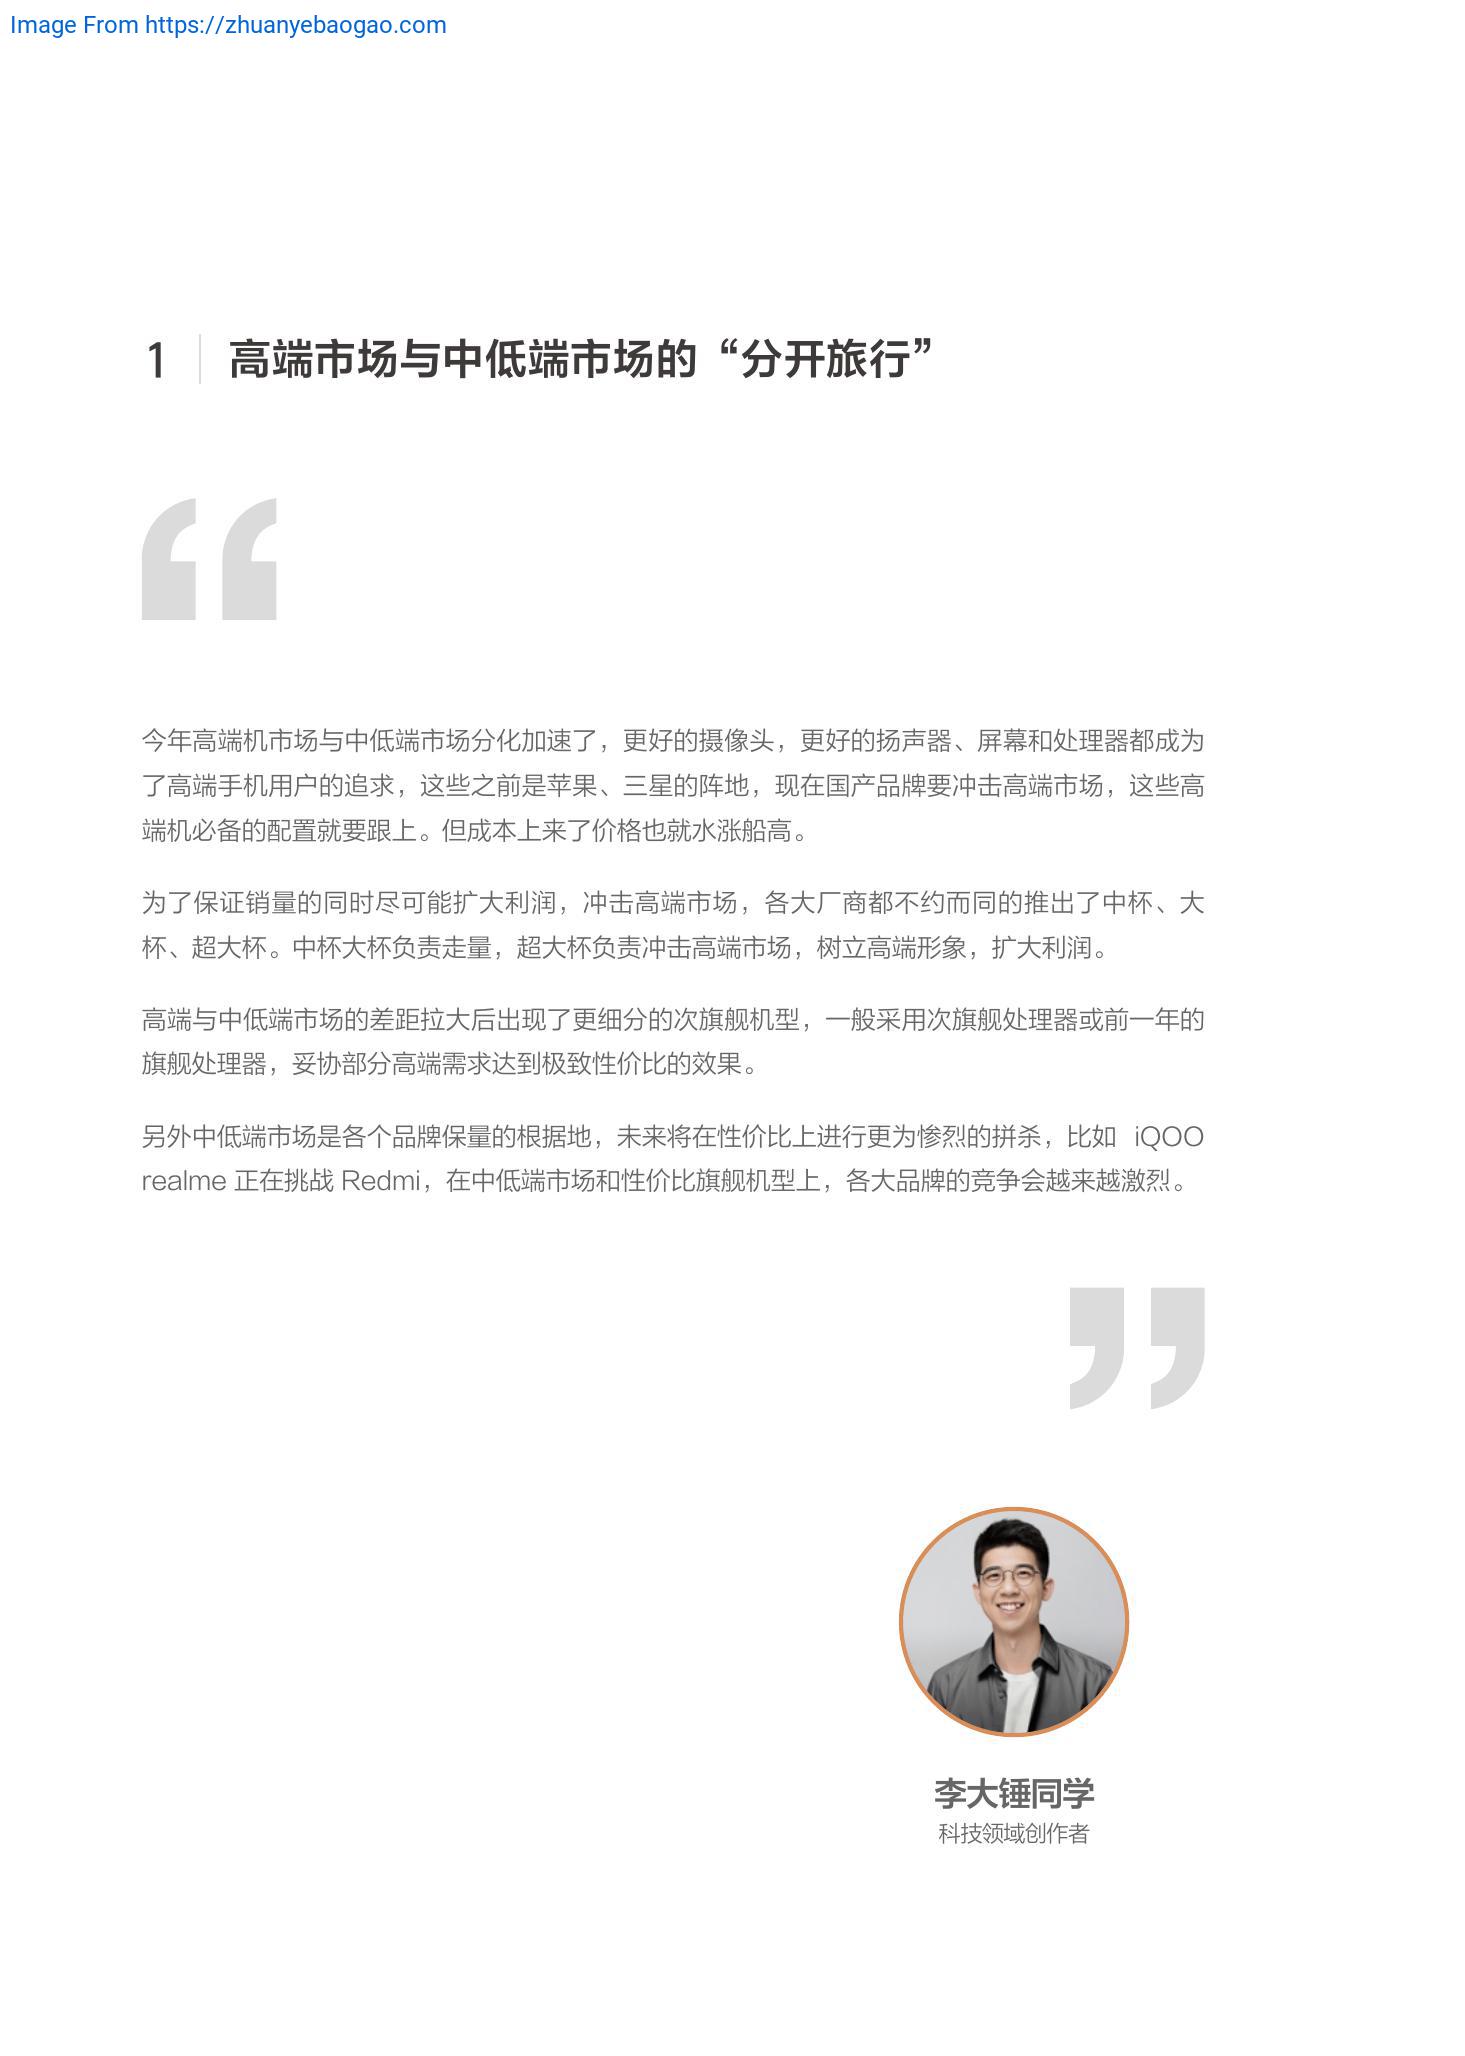 Image From https://zhuanyebaogao.com
1 高端市场与中低端市场的“分开旅行”
今年高端机市场与中低端市场分化加速了，更好的摄像头，更好的扬声器、屏幕和处理器都成为
了高端手机用户的追求，这些之前是苹果、三星的阵地，现在国产品牌要冲击高端市场，这些高
端机必备的配置就要跟上。但成本上来了价格也就水涨船高。
为了保证销量的同时尽可能扩大利润，冲击高端市场，各大厂商都不约而同的推出了中杯、大
杯、超大杯。中杯大杯负责走量，超大杯负责冲击高端市场，树立高端形象，扩大利润。
高端与中低端市场的差距拉大后出现了更细分的次旗舰机型，一般采用次旗舰处理器或前一年的
旗舰处理器，妥协部分高端需求达到极致性价比的效果。
另外中低端市场是各个品牌保量的根据地，未来将在性价比上进行更为惨烈的拼杀，比如 iQOO
realme 正在挑战 Redmi，在中低端市场和性价比旗舰机型上，各大品牌的竞争会越来越激烈。
李大锤同学
科技领域创作者